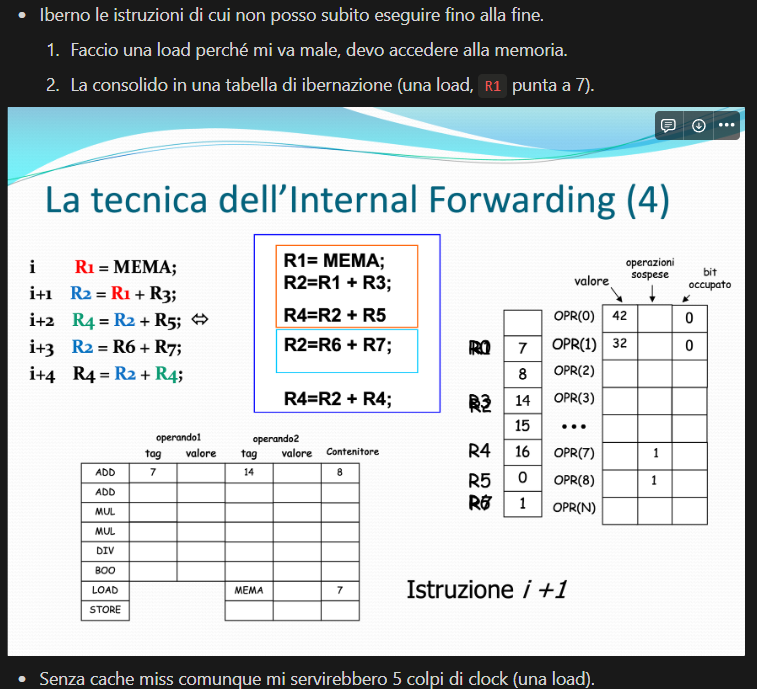 • Iberno le istruzioni di cui non posso subito eseguire fino alla fine.
1. Faccio una load perché mi va male, devo accedere alla memoria.
2. La consolido in una tabella di ibernazione (una load, R1 punta a 7).
La tecnica dell'Internal Forwarding (4)
i R1 = MEMA;
i+1 R2 = R1 + R3;
i+2 R4 = R2 + R5; ⇔
i+3 R2 = R6 + R7;
i+4 R4 = R2 + R4;
R1= MEMA;
R2=R1 + R3;
R4=R2 + R5
R2=R6 + R7;
R4=R2 + R4;
valore operazioni sospese bit occupato
OPR(0) 42 0
7 OPR(1) 32 0
8 OPR(2)
14 OPR(3)
15 •••
R4 16 OPR(7) 1
R5 0 OPR(8) 1
1 OPR(N)
operando1 operando2
tag valore tag valore Contenitore
ADD 7 14 8
ADD
MUL
MUL
DIV
BOO
LOAD MEMA 7
STORE
Istruzione i +1
• Senza cache miss comunque mi servirebbero 5 colpi di clock (una load).